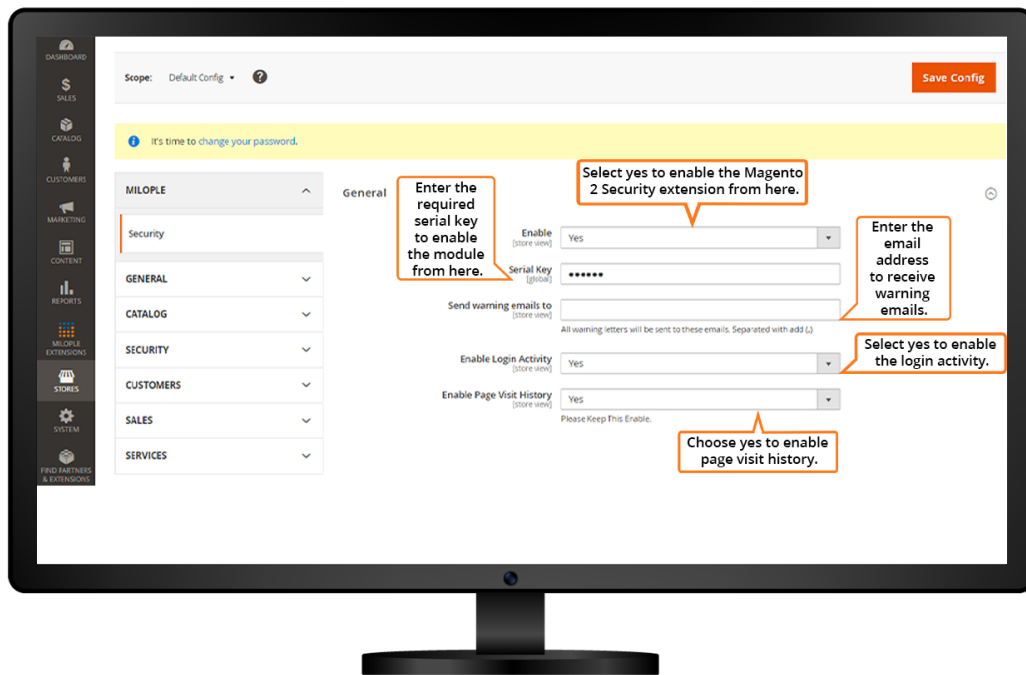 DASHBOARD
SALES
CATALOG
CUSTOMERS
MARKETING
CONTENT
REPORTS
MILOPLE
EXTENSIONS
STORES
SYSTEM
FIND PARTNERS
& EXTENSIONS
Scope: Default Config
?
Save Config
It's time to change your password.
MILOPLE
Security
GENERAL
CATALOG
SECURITY
CUSTOMERS
SALES
SERVICES
General
Enter the
required
serial key
to enable
the module
from here.
Select yes to enable the Magento
2 Security extension from here.
Enable
[store view]
Yes
Serial Key
[global]
••••••
Send warning emails to
[store view]
All warning letters will be sent to these emails. Separated with add (,)
Enter the
email
address
to receive
warning
emails.
Enable Login Activity
[store view]
Yes
Select yes to enable
the login activity.
Enable Page Visit History
[store view]
Yes
Please Keep This Enable.
Choose yes to enable
page visit history.